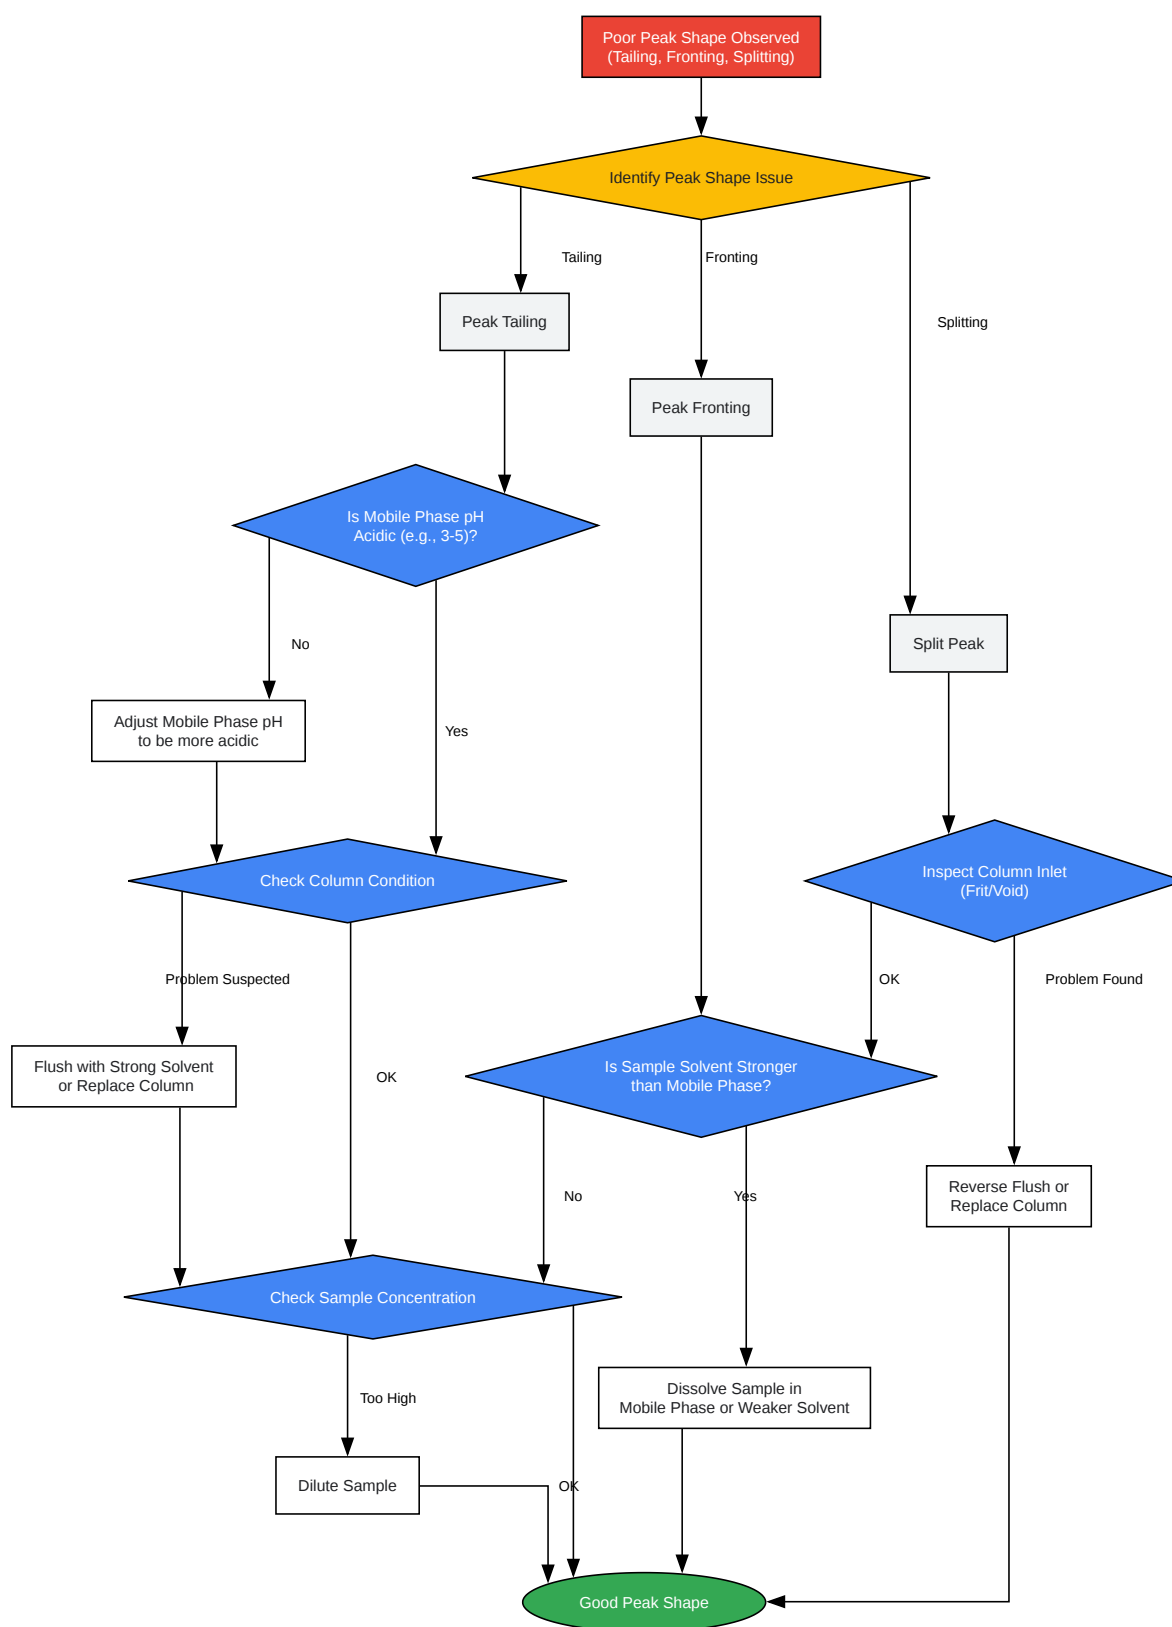 Poor Peak Shape Observed
(Tailing, Fronting, Splitting)
Identify Peak Shape Issue
Tailing
Fronting
Peak Tailing
Splitting
Peak Fronting
Is Mobile Phase pH
Acidic (e.g., 3-5)?
No
Split Peak
Adjust Mobile Phase pH
to be more acidic
Yes
Check Column Condition
Inspect Column Inlet
(Frit/Void)
Problem Suspected
OK
Problem Found
Flush with Strong Solvent
or Replace Column
OK
Is Sample Solvent Stronger
than Mobile Phase?
No
Yes
Reverse Flush or
Replace Column
Check Sample Concentration
Too High
Dissolve Sample in
Mobile Phase or Weaker Solvent
Dilute Sample
OK
Good Peak Shape